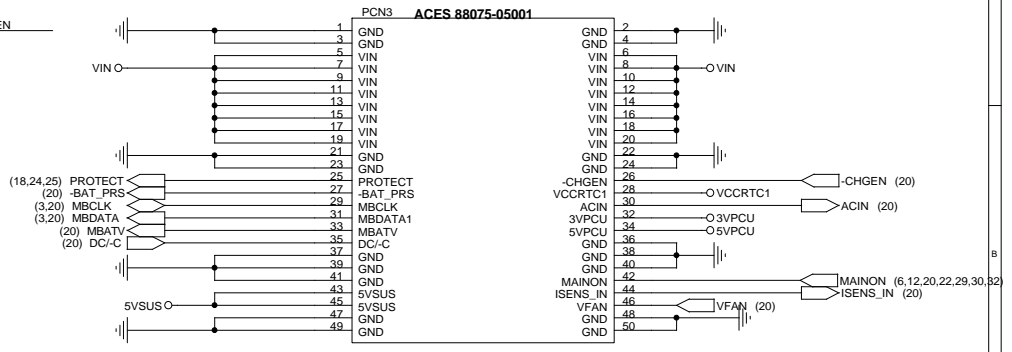 EN
PCN3 ACES 88075-05001
1 GND GND 2
3 GND GND 4
5 VIN VIN 6
VIN 7 VIN VIN 8 VIN
9 VIN VIN 10
11 VIN VIN 12
13 VIN VIN 14
15 VIN VIN 16
17 VIN VIN 18
19 VIN VIN 20
21 GND GND 22
23 GND GND 24
(18,24,25) PROTECT 25 PROTECT -CHGEN 26 -CHGEN (20)
(20) -BAT_PRS 27 -BAT_PRS VCCRTC1 28 VCCRTC1
(3,20) MBCLK 29 MBCLK ACIN 30 ACIN (20)
(3,20) MBDATA 31 MBDATA1 3VPCU 32 3VPCU
(20) MBATV 33 MBATV 5VPCU 34 5VPCU
(20) DC/-C 35 DC/-C GND 36
37 GND GND 38
39 GND GND 40
41 GND MAINON 42 MAINON (6,12,20,22,29,30,32)
43 5VSUS ISENS_IN 44 ISENS_IN (20)
5VSUS 45 5VSUS VFAN 46 VFAN (20)
47 GND GND 48
49 GND GND 50
B